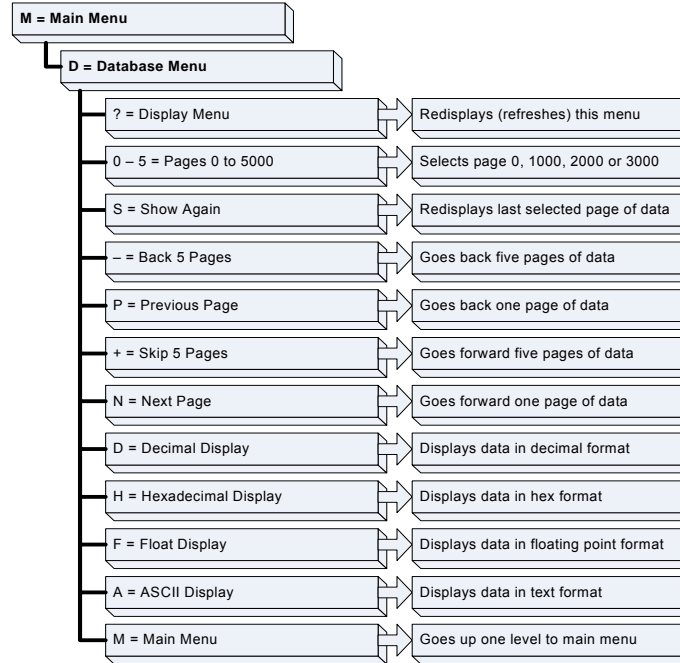 M = Main Menu
D = Database Menu
? = Display Menu
Redisplays (refreshes) this menu
0 – 5 = Pages 0 to 5000
Selects page 0, 1000, 2000 or 3000
S = Show Again
Redisplays last selected page of data
– = Back 5 Pages
Goes back five pages of data
P = Previous Page
Goes back one page of data
+ = Skip 5 Pages
Goes forward five pages of data
N = Next Page
Goes forward one page of data
D = Decimal Display
Displays data in decimal format
H = Hexadecimal Display
Displays data in hex format
F = Float Display
Displays data in floating point format
A = ASCII Display
Displays data in text format
M = Main Menu
Goes up one level to main menu